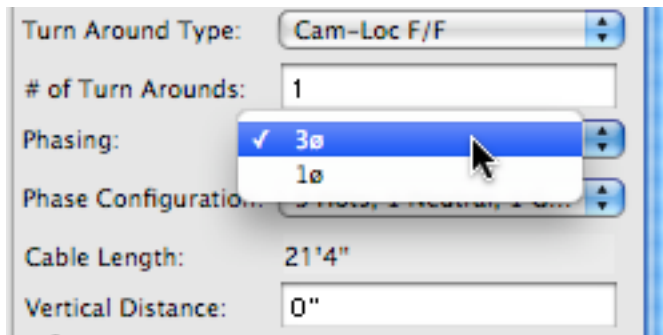 Turn Around Type: Cam-Loc F/F
# of Turn Arounds: 1
Phasing: ✓ 3ø
1ø
Phase Configuration:
Cable Length: 21'4"
Vertical Distance: 0"